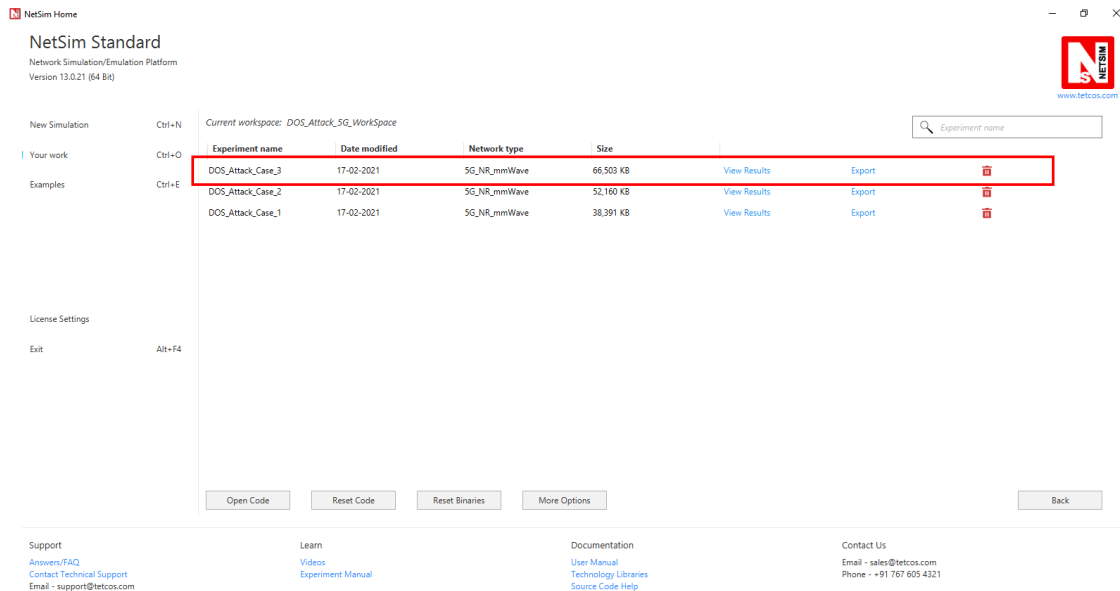 NetSim Home
NetSim Standard
Network Simulation/Emulation Platform
Version 13.0.21 (64 Bit)
NETSIM
www.tetcos.com
New Simulation Ctrl+N
Your work Ctrl+O
Examples Ctrl+E
License Settings
Exit Alt+F4
Current workspace: DOS_Attack_5G_WorkSpace
Experiment name
Experiment name Date modified Network type Size
DOS_Attack_Case_3 17-02-2021 5G_NR_mmWave 66,503 KB View Results Export
DOS_Attack_Case_2 17-02-2021 5G_NR_mmWave 52,160 KB View Results Export
DOS_Attack_Case_1 17-02-2021 5G_NR_mmWave 38,391 KB View Results Export
Open Code Reset Code Reset Binaries More Options Back
Support
Answers/FAQ
Contact Technical Support
Email - support@tetcos.com
Learn
Videos
Experiment Manual
Documentation
User Manual
Technology Libraries
Source Code Help
Contact Us
Email - sales@tetcos.com
Phone - +91 767 605 4321